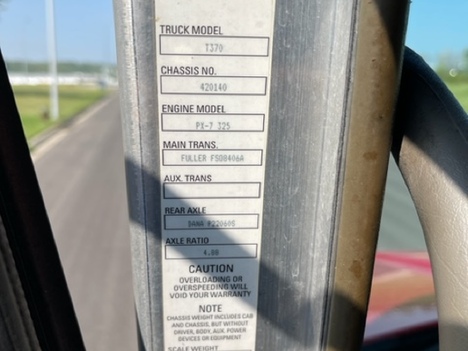 TRUCK MODEL
T370
CHASSIS NO.
420140
ENGINE MODEL
PX-7 325
MAIN TRANS.
FULLER FSO8406A
AUX. TRANS
REAR AXLE
AXLE RATIO
CAUTION
OVERLOADING OR
OVERSPEEDING WILL
VOID YOUR WARRANTY
NOTE
CHASSIS WEIGHT INCLUDES CAB
AND CHASSIS, BUT WITHOUT
DRIVER, BODY, AUX. POWER
DEVICES OR EQUIPMENT
SCALE WEIGHT